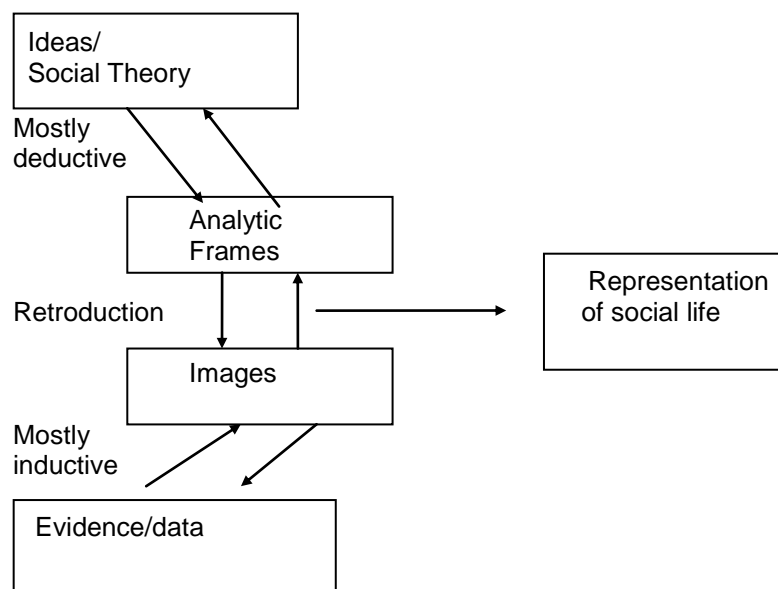 Ideas/
Social Theory
Mostly
deductive
Analytic
Frames
Representation
of social life
Retroduction
Images
Mostly
inductive
Evidence/data